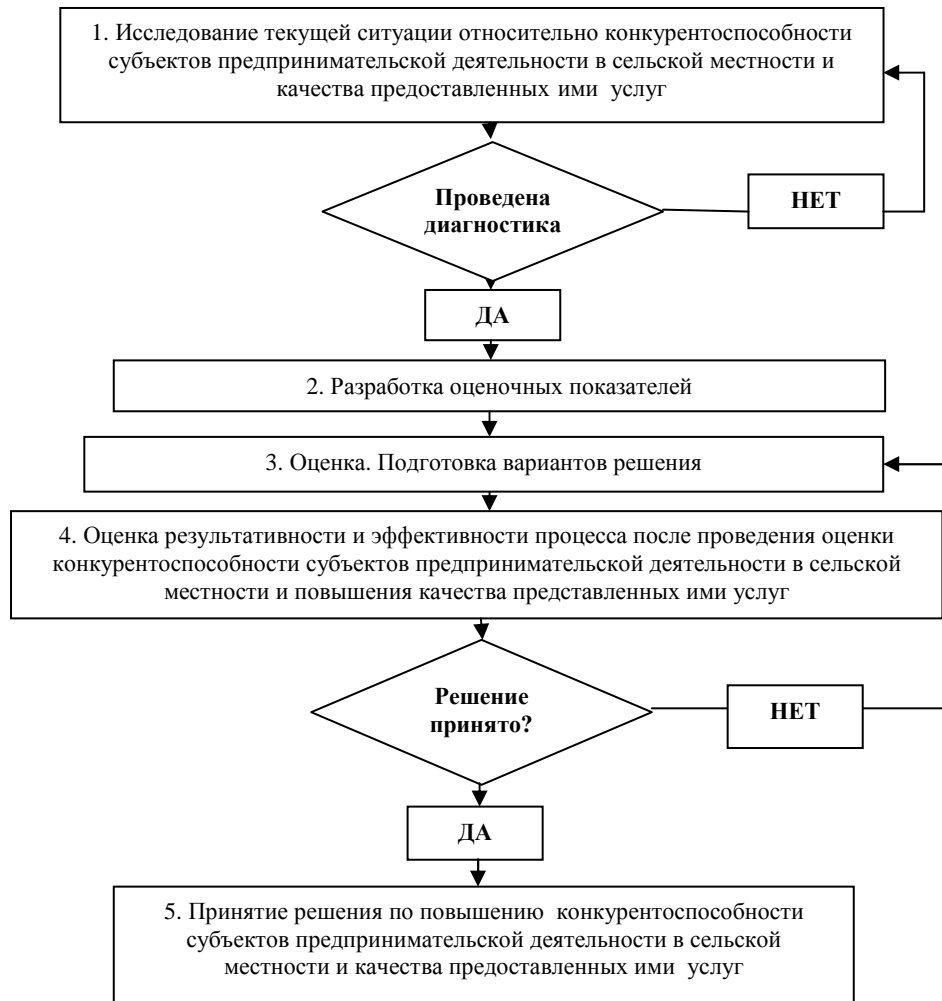 1. Исследование текущей ситуации относительно конкурентоспособности
субъектов предпринимательской деятельности в сельской местности и
качества предоставленных ими услуг
Проведена
диагностика
НЕТ
ДА
2. Разработка оценочных показателей
3. Оценка. Подготовка вариантов решения
4. Оценка результативности и эффективности процесса после проведения оценки
конкурентоспособности субъектов предпринимательской деятельности в сельской
местности и повышения качества представленных ими услуг
Решение
принято?
НЕТ
ДА
5. Принятие решения по повышению конкурентоспособности
субъектов предпринимательской деятельности в сельской
местности и качества предоставленных ими услуг